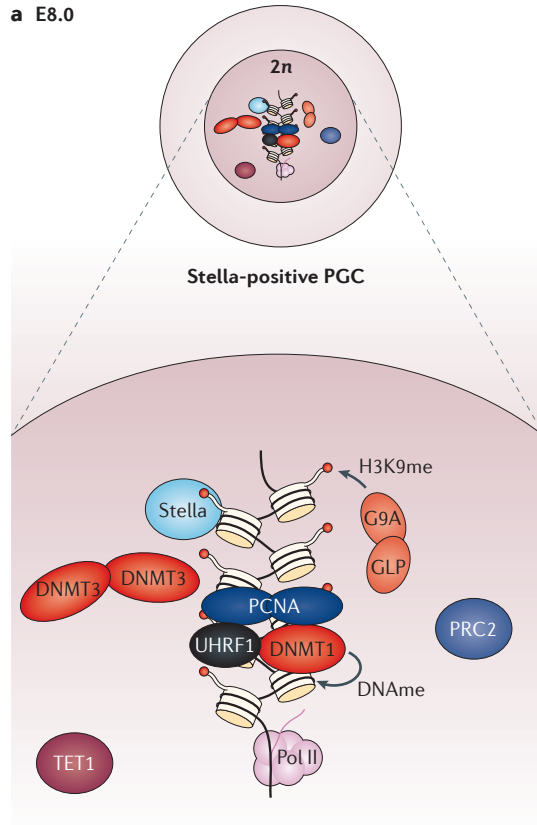 a E8.0
2n
Stella-positive PGC
H3K9me
Stella
G9A
GLP
DNMT3
DNMT3
PCNA
PRC2
UHRF1
DNMT1
DNAme
TET1
Pol II